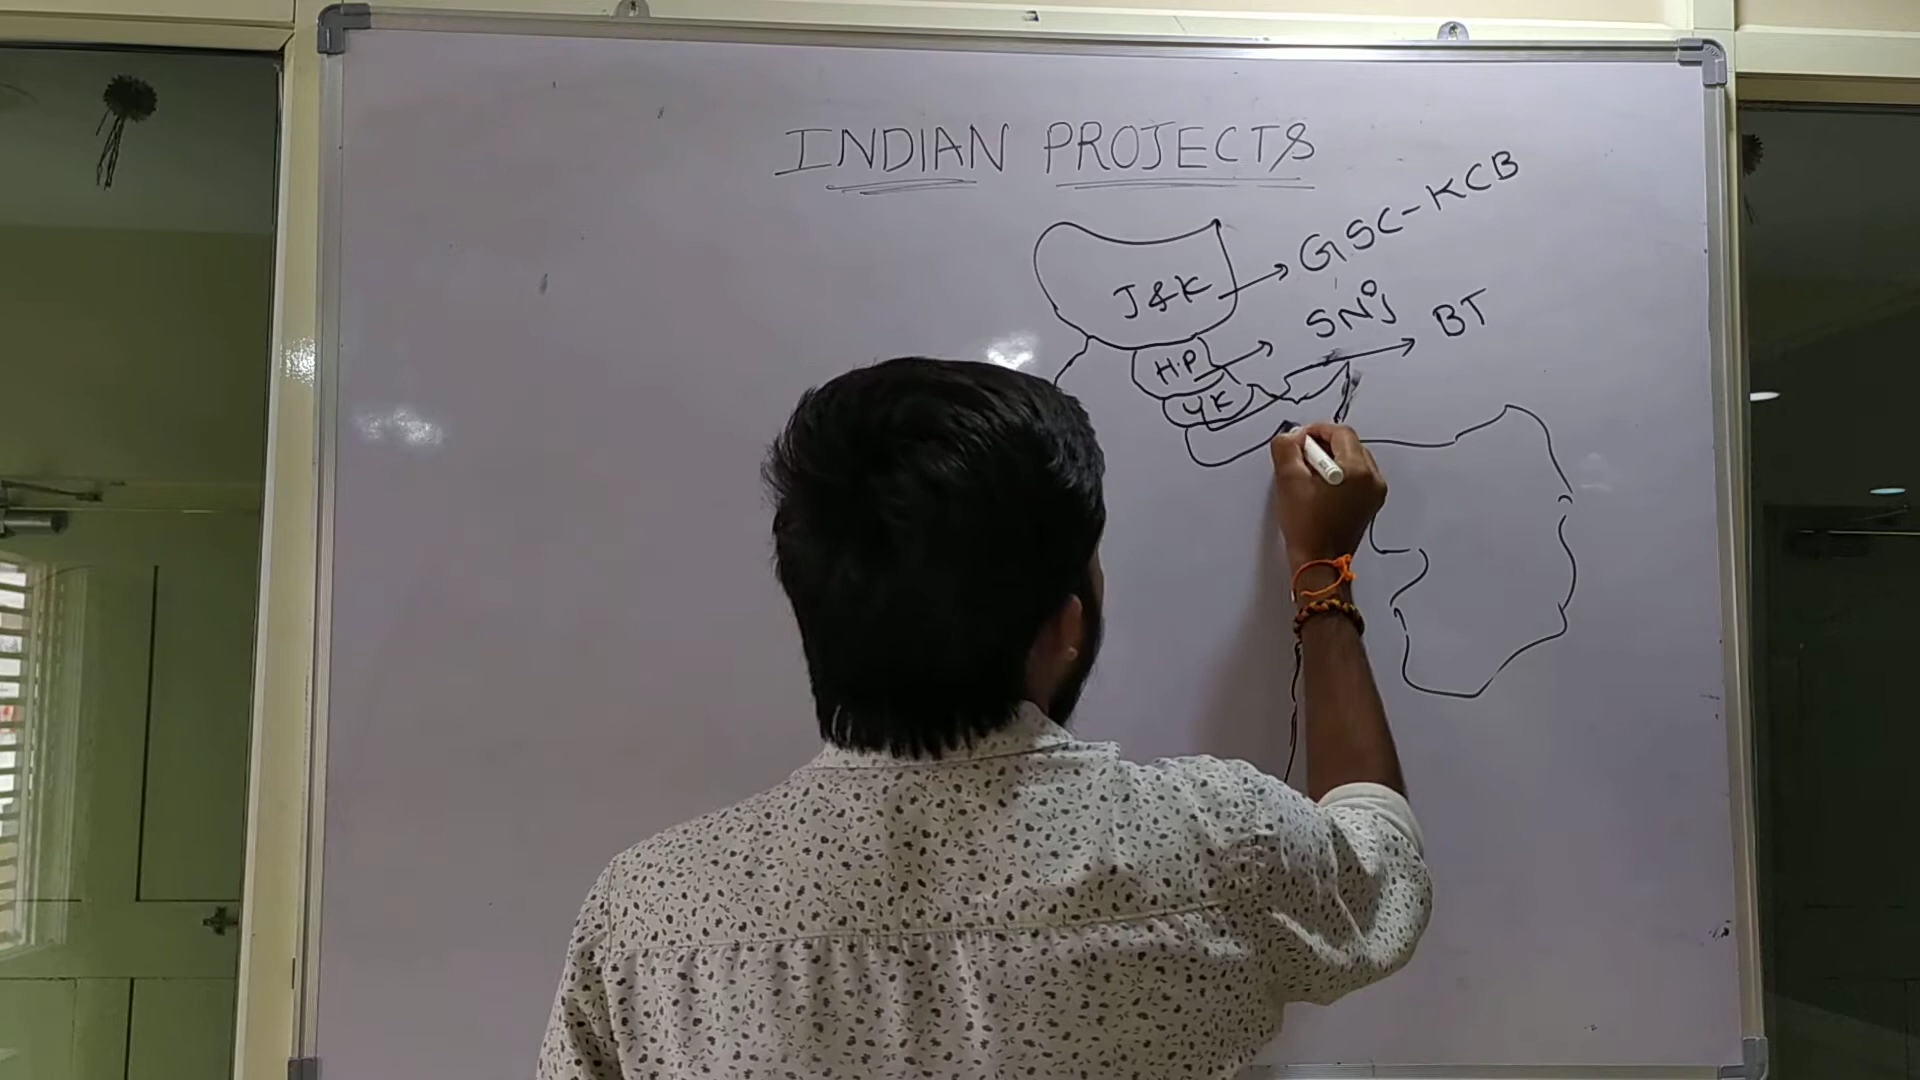 INDIAN PROJECTS
J&K → GSC-KCB
H.P → SNJ
UK → BT